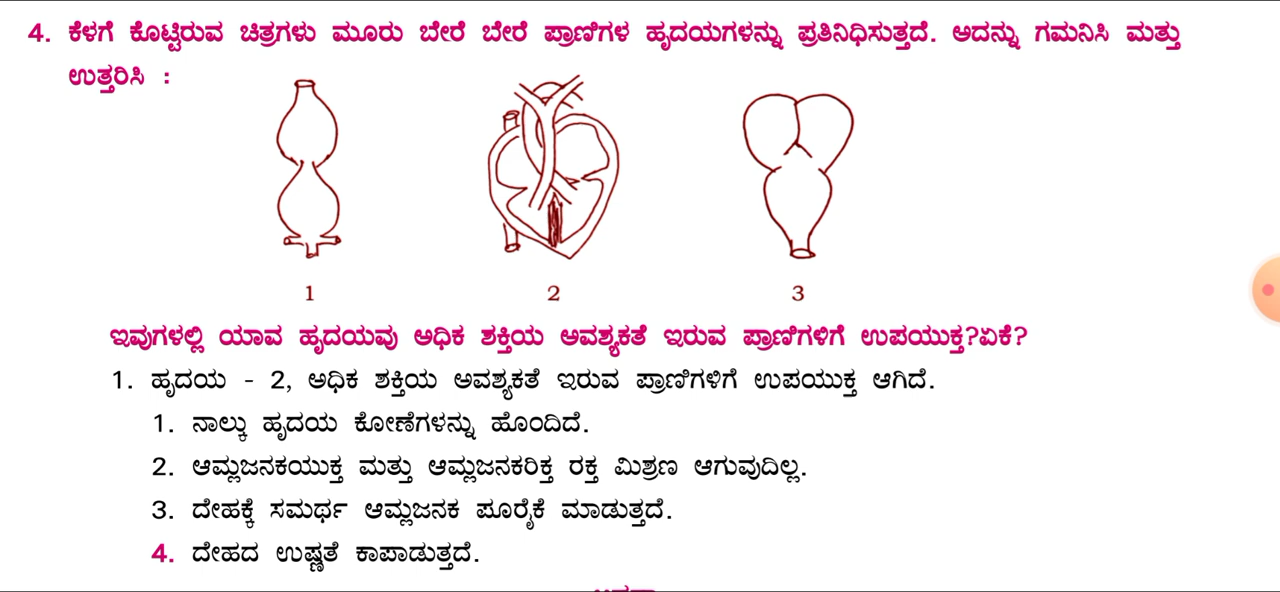 4. ಕೆಳಗೆ ಕೊಟ್ಟಿರುವ ಚಿತ್ರಗಳು ಮೂರು ಬೇರೆ ಬೇರೆ ಪ್ರಾಣಿಗಳ ಹೃದಯಗಳನ್ನು ಪ್ರತಿನಿಧಿಸುತ್ತದೆ. ಅದನ್ನು ಗಮನಿಸಿ ಮತ್ತು
ಉತ್ತರಿಸಿ :
1 2 3
ಇವುಗಳಲ್ಲಿ ಯಾವ ಹೃದಯವು ಅಧಿಕ ಶಕ್ತಿಯ ಅವಶ್ಯಕತೆ ಇರುವ ಪ್ರಾಣಿಗಳಿಗೆ ಉಪಯುಕ್ತ?ಏಕೆ?
1. ಹೃದಯ - 2, ಅಧಿಕ ಶಕ್ತಿಯ ಅವಶ್ಯಕತೆ ಇರುವ ಪ್ರಾಣಿಗಳಿಗೆ ಉಪಯುಕ್ತ ಆಗಿದೆ.
1. ನಾಲ್ಕು ಹೃದಯ ಕೋಣೆಗಳನ್ನು ಹೊಂದಿದೆ.
2. ಆಮ್ಲಜನಕಯುಕ್ತ ಮತ್ತು ಆಮ್ಲಜನಕರಿಕ್ತ ರಕ್ತ ಮಿಶ್ರಣ ಆಗುವುದಿಲ್ಲ.
3. ದೇಹಕ್ಕೆ ಸಮರ್ಥ ಆಮ್ಲಜನಕ ಪೂರೈಕೆ ಮಾಡುತ್ತದೆ.
4. ದೇಹದ ಉಷ್ಣತೆ ಕಾಪಾಡುತ್ತದೆ.